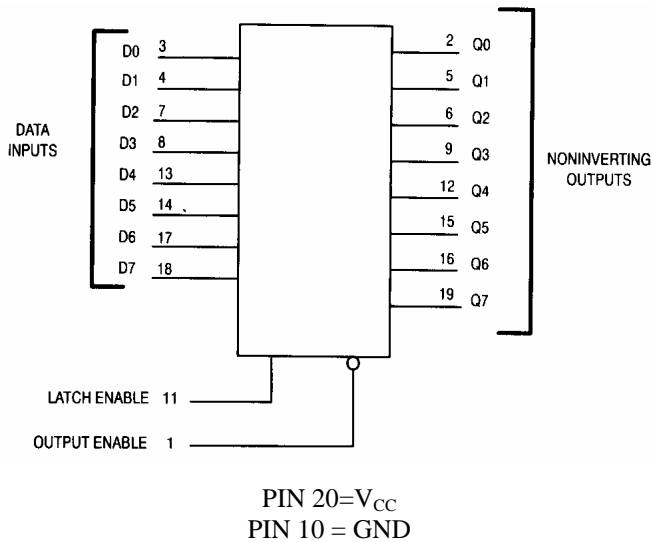 D0 3
D1 4
D2 7
D3 8
D4 13
D5 14
D6 17
D7 18
DATA
INPUTS
2 Q0
5 Q1
6 Q2
9 Q3
12 Q4
15 Q5
16 Q6
19 Q7
NONINVERTING
OUTPUTS
LATCH ENABLE 11
OUTPUT ENABLE 1
PIN 20=VCC
PIN 10 = GND